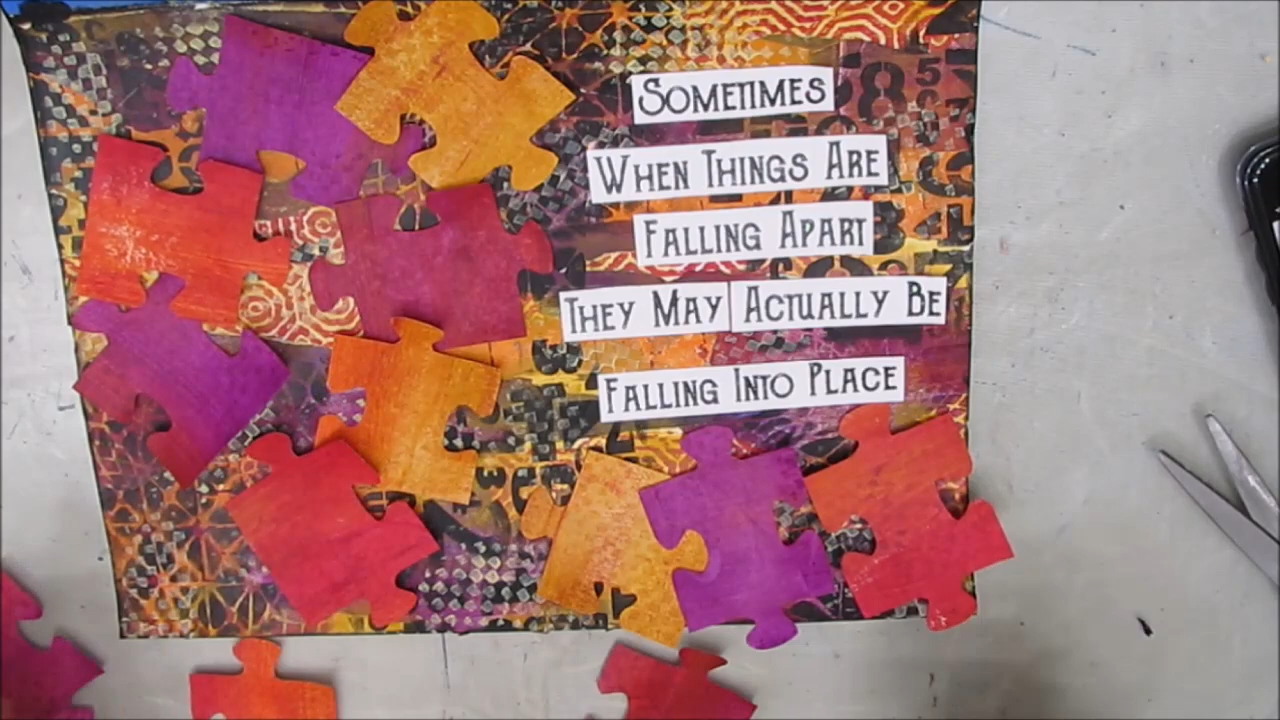 Sometimes
When Things Are
Falling Apart
They May Actually Be
Falling Into Place